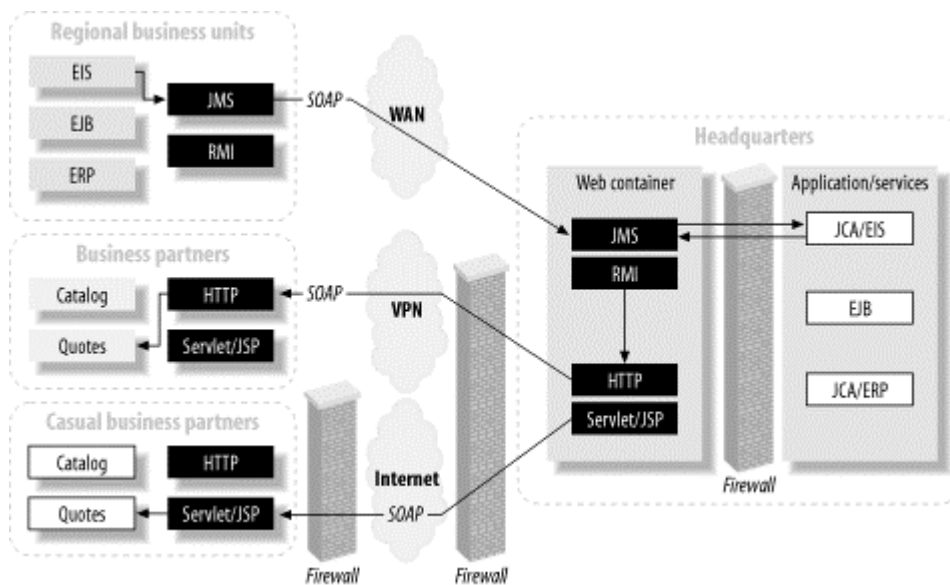 Regional business units
EIS
JMS
SOAP
WAN
EJB
RMI
ERP
Headquarters
Web container
Application/services
JMS
JCA/EIS
RMI
Business partners
Catalog
HTTP
SOAP
VPN
EJB
Quotes
Servlet/JSP
HTTP
JCA/ERP
Servlet/JSP
Casual business partners
Catalog
HTTP
Internet
Quotes
Servlet/JSP
SOAP
Firewall
Firewall
Firewall